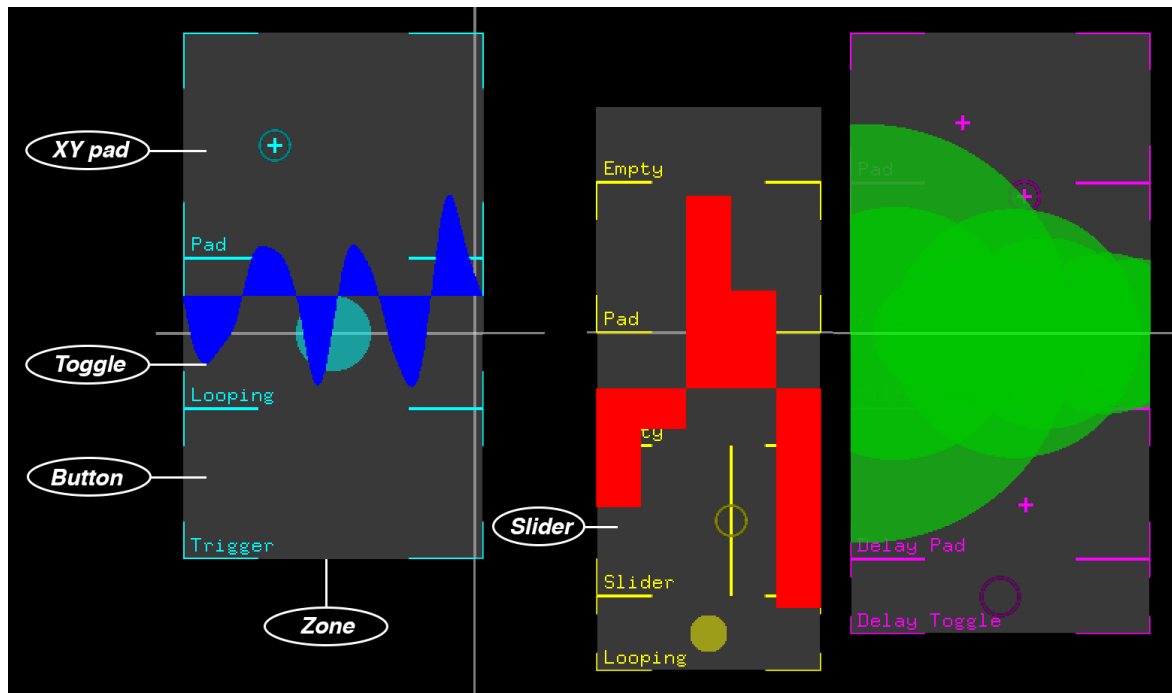 XY pad
Pad
Toggle
Looping
Button
Trigger
Zone
Empty
Pad
Slider
Slider
Looping
Pad
Delay Pad
Delay Toggle